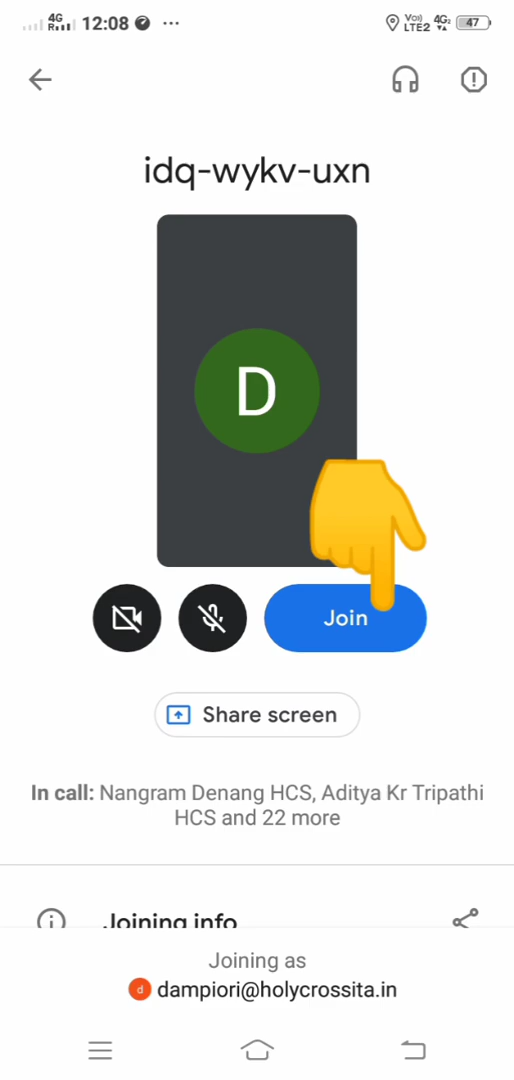 4G
R
12:08
Vo))
LTE2
4G2
47
idq-wykv-uxn
D
Join
Share screen
In call: Nangram Denang HCS, Aditya Kr Tripathi
HCS and 22 more
Joining info
Joining as
d dampiori@holycrossita.in